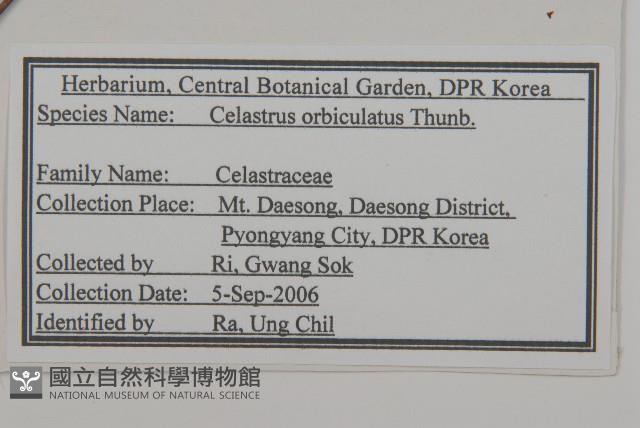 Herbarium, Central Botanical Garden, DPR Korea
Species Name: Celastrus orbiculatus Thunb.
Family Name: Celastraceae
Collection Place: Mt. Daesong, Daesong District,
Pyongyang City, DPR Korea
Collected by Ri, Gwang Sok
Collection Date: 5-Sep-2006
Identified by Ra, Ung Chil
國立自然科學博物館
NATIONAL MUSEUM OF NATURAL SCIENCE